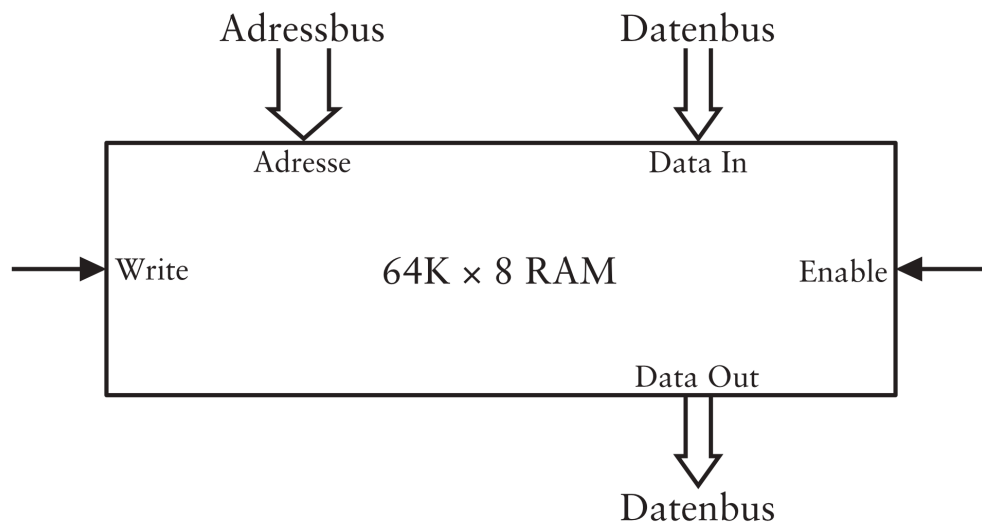 Adressbus
Datenbus
Adresse
Data In
Write
64K × 8 RAM
Enable
Data Out
Datenbus